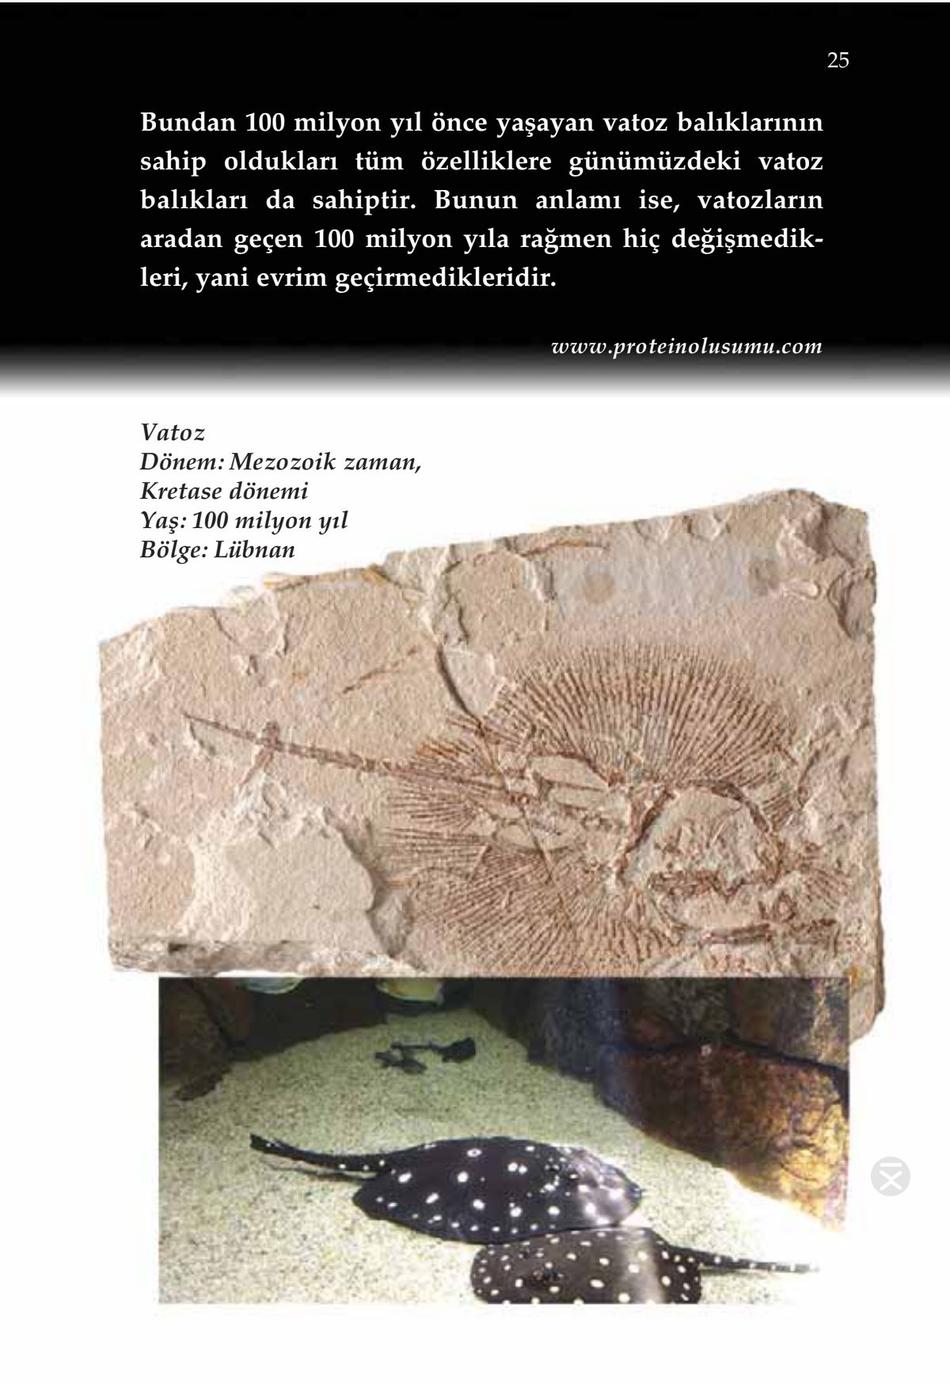 25
Bundan 100 milyon yıl önce yaşayan vatoz balıklarının
sahip oldukları tüm özelliklere günümüzdeki vatoz
balıkları da sahiptir. Bunun anlamı ise, vatozların
aradan geçen 100 milyon yıla rağmen hiç değişmedik-
leri, yani evrim geçirmedikleridir.
www.proteinolusumu.com
Vatoz
Dönem: Mezozoik zaman,
Kretase dönemi
Yaş: 100 milyon yıl
Bölge: Lübnan